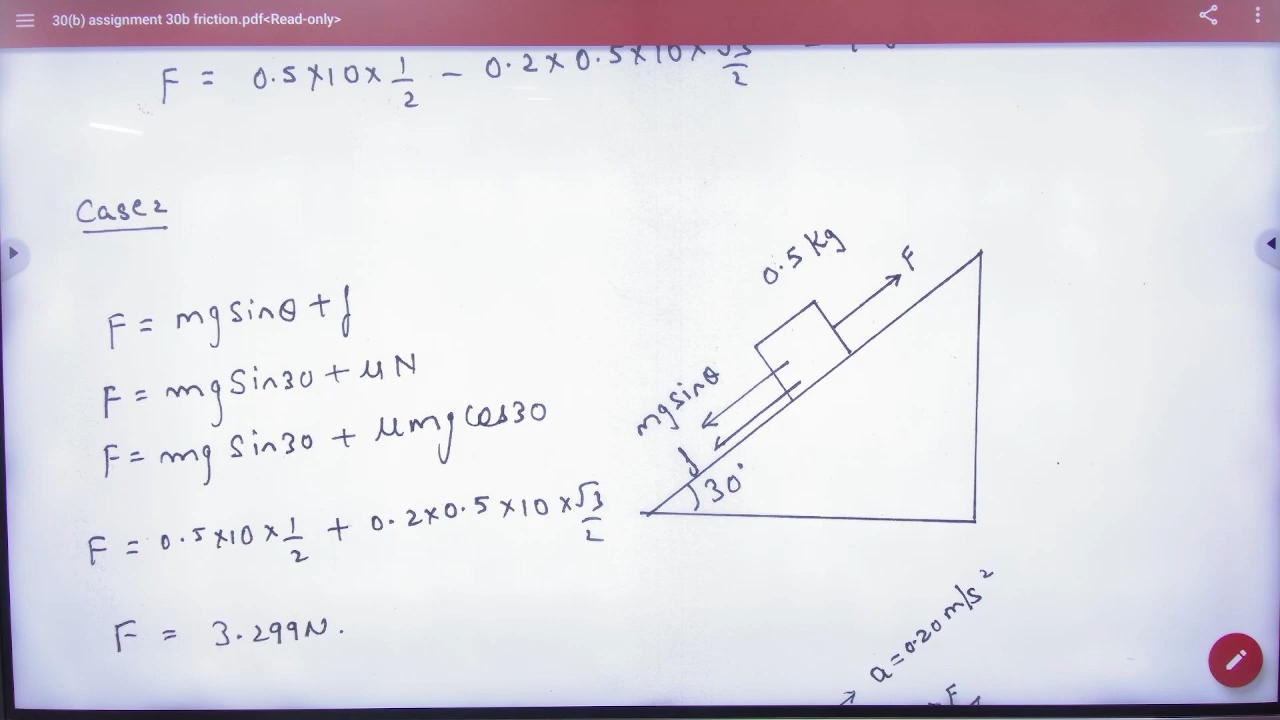 30(b) assignment 30b friction.pdf<Read-only>
F = 0.5 × 10 × 1/2 - 0.2 × 0.5 × 10 × √3/2
Case 2
F = mg sinθ + f
F = mg Sin30 + μN
F = mg Sin30 + μmg cos30
F = 0.5 × 10 × 1/2 + 0.2 × 0.5 × 10 × √3/2
F = 3.299N.
0.5 Kg
F
mg sinθ
f
30°
a = 0.20 m/s²
F